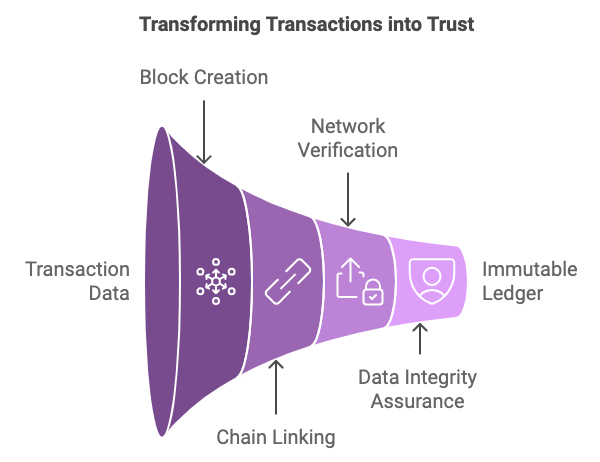 Transforming Transactions into Trust
Block Creation
Network
Verification
Transaction
Data
Immutable
Ledger
Data Integrity
Assurance
Chain Linking